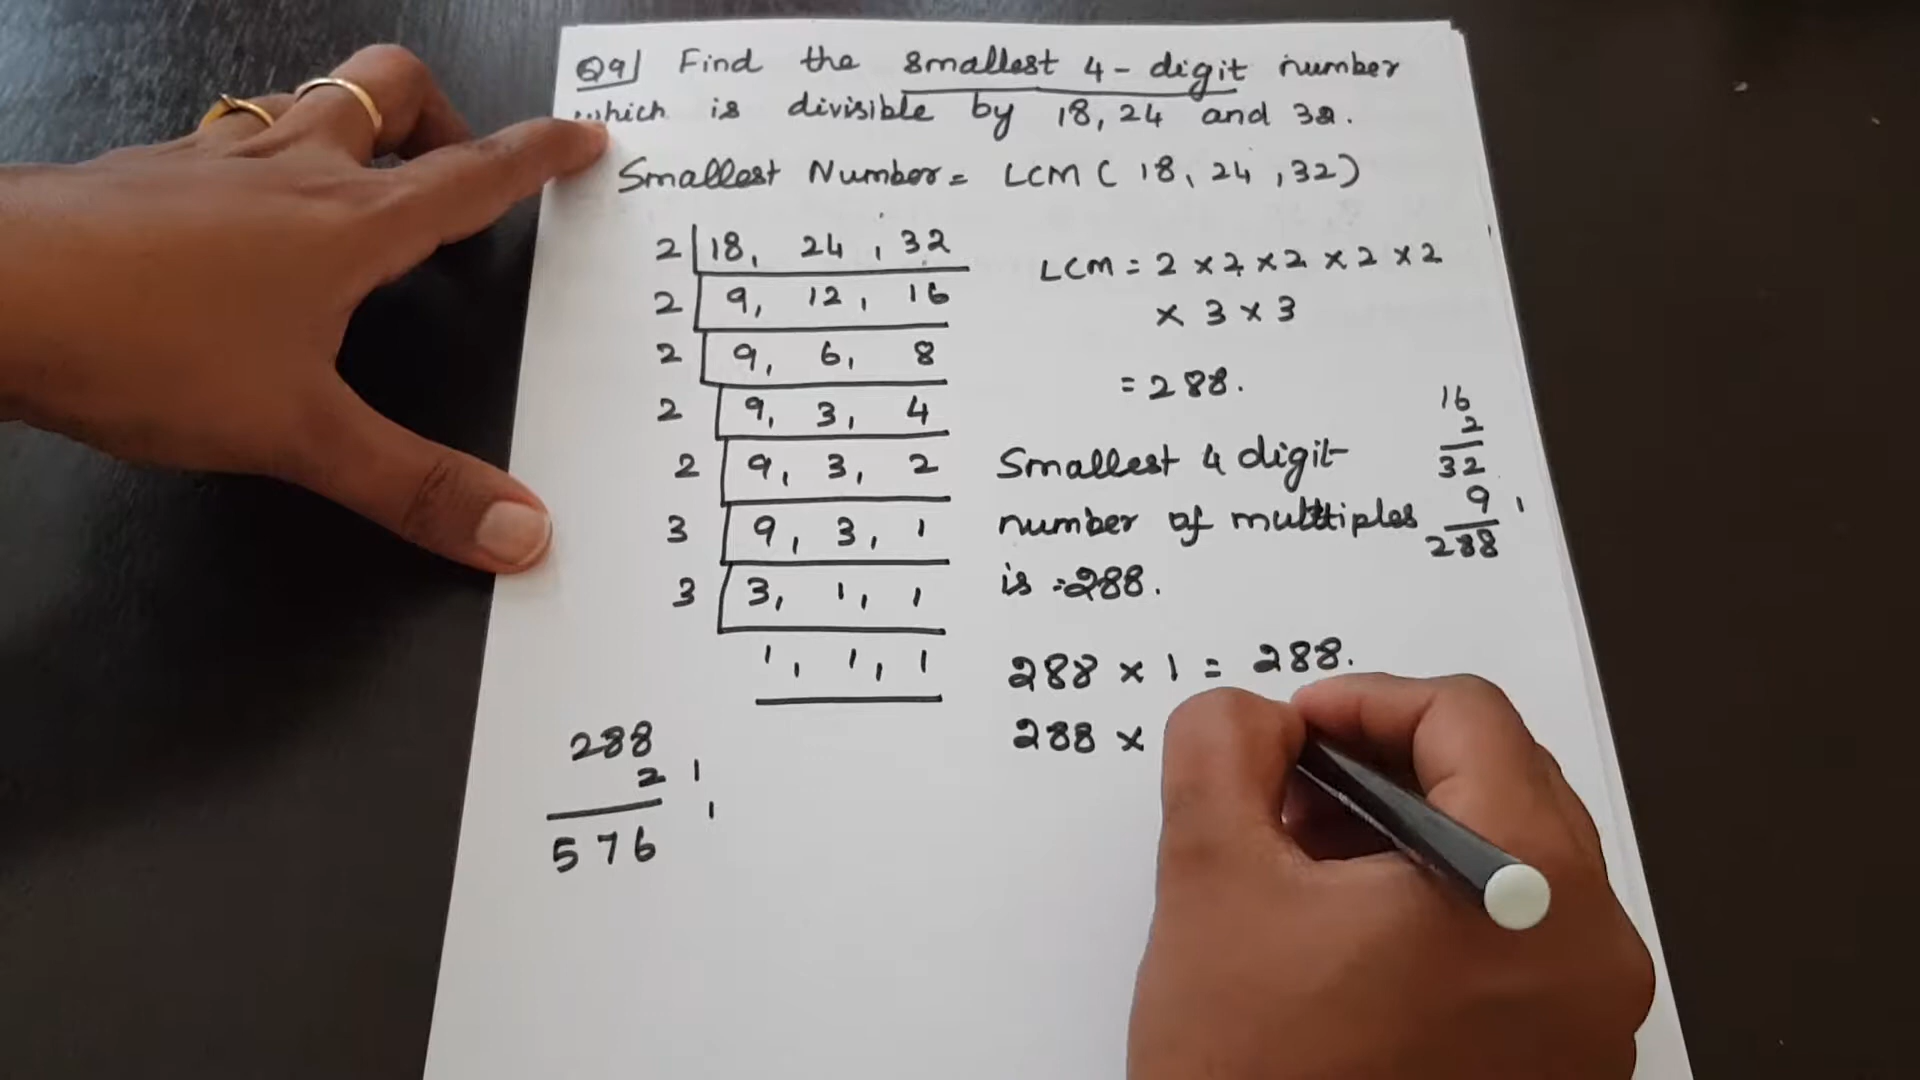 Q9] Find the smallest 4-digit number
which is divisible by 18, 24 and 32.
Smallest Number = LCM ( 18, 24, 32)
2 | 18, 24, 32
2 | 9, 12, 16
2 | 9, 6, 8
2 | 9, 3, 4
2 | 9, 3, 2
3 | 9, 3, 1
3 | 3, 1, 1
1, 1, 1
LCM = 2 × 2 × 2 × 2 × 2
× 3 × 3
= 288.
16
2
32
9 1
288
Smallest 4 digit
number of multiples
is = 288.
288 × 1 = 288.
288 ×
288
2 1
1
576